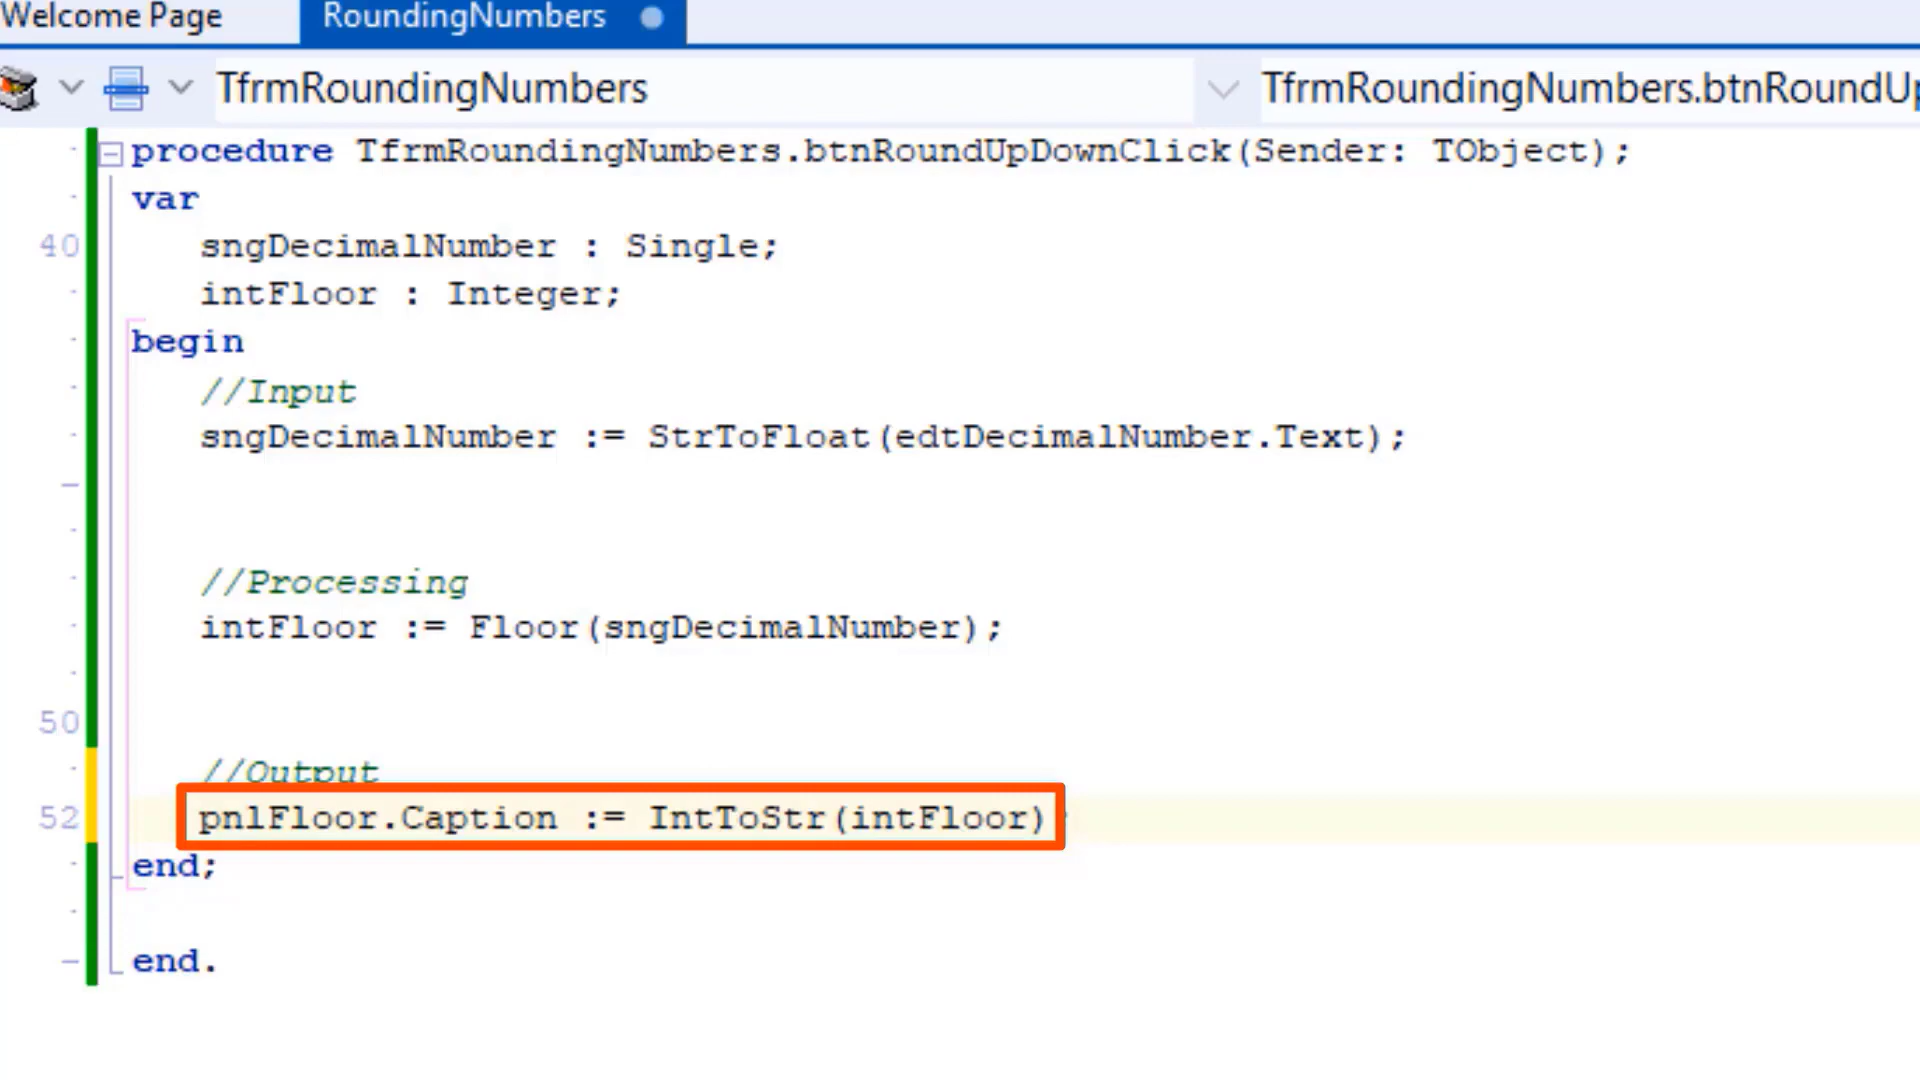 Welcome Page
RoundingNumbers
TfrmRoundingNumbers
TfrmRoundingNumbers.btnRoundUp
procedure TfrmRoundingNumbers.btnRoundUpDownClick(Sender: TObject);
var
40 sngDecimalNumber : Single;
intFloor : Integer;
begin
//Input
sngDecimalNumber := StrToFloat(edtDecimalNumber.Text);
//Processing
intFloor := Floor(sngDecimalNumber);
50
//Output
52 pnlFloor.Caption := IntToStr(intFloor)
end;
end.